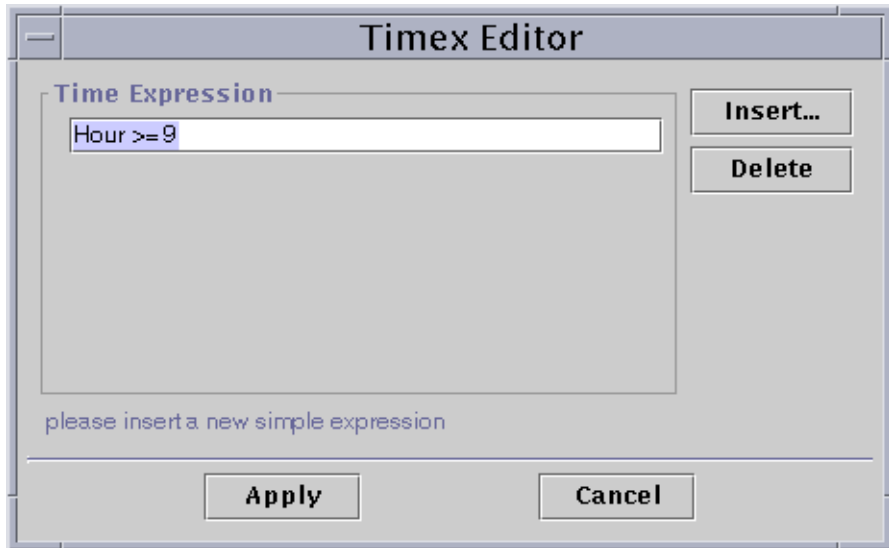 Timex Editor
Time Expression
Hour >= 9
Insert...
Delete
please insert a new simple expression
Apply
Cancel